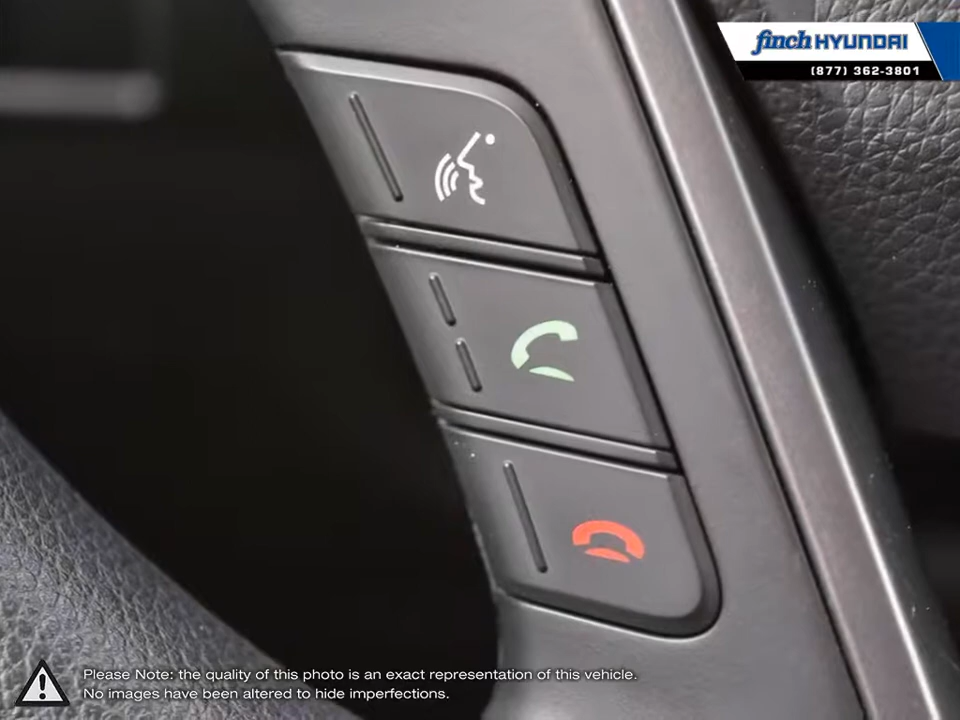 finch HYUNDAI
(877) 362-3801
Please Note: the quality of this photo is an exact representation of this vehicle.
No images have been altered to hide imperfections.